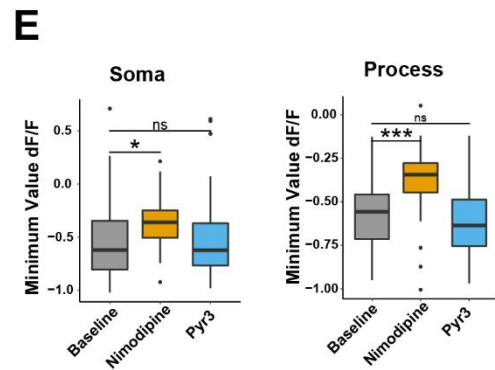 E
Soma
Minimum Value dF/F
0.5
0.0
−0.5
−1.0
ns
*
Baseline
Nimodipine
Pyr3
Process
Minimum Value dF/F
0.00
−0.25
−0.50
−0.75
−1.00
ns
***
Baseline
Nimodipine
Pyr3